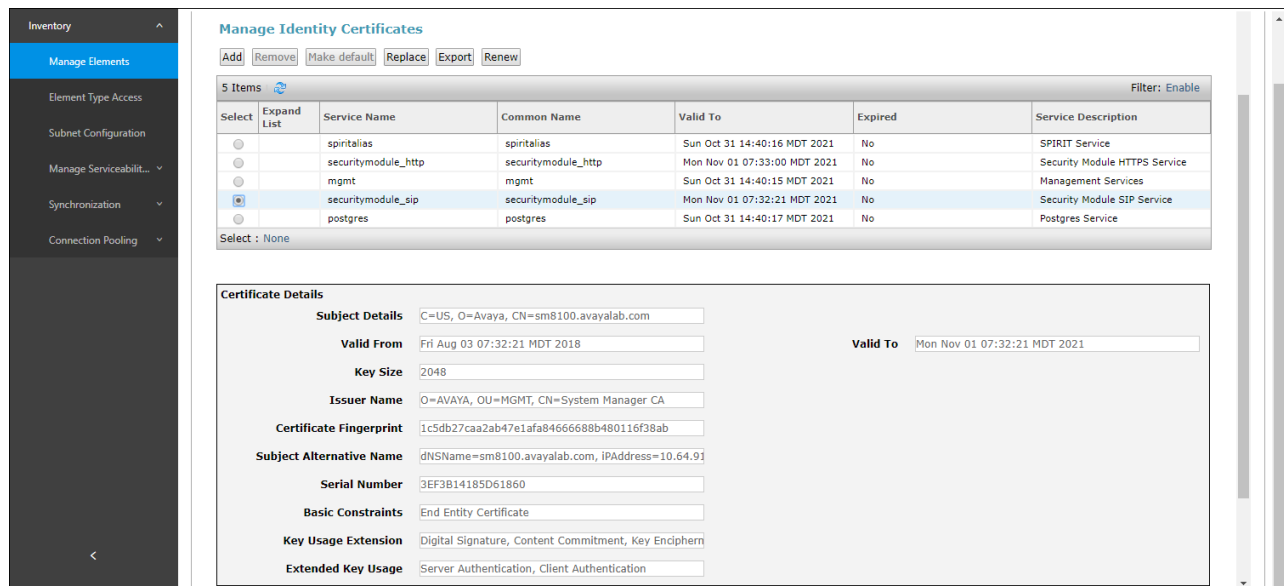 Inventory
Manage Elements
Element Type Access
Subnet Configuration
Manage Serviceabilit...
Synchronization
Connection Pooling
Manage Identity Certificates
Add Remove Make default Replace Export Renew
5 Items Filter: Enable
Select Expand List Service Name Common Name Valid To Expired Service Description
spiritalias spiritalias Sun Oct 31 14:40:16 MDT 2021 No SPIRIT Service
securitymodule_http securitymodule_http Mon Nov 01 07:33:00 MDT 2021 No Security Module HTTPS Service
mgmt mgmt Sun Oct 31 14:40:15 MDT 2021 No Management Services
securitymodule_sip securitymodule_sip Mon Nov 01 07:32:21 MDT 2021 No Security Module SIP Service
postgres postgres Sun Oct 31 14:40:17 MDT 2021 No Postgres Service
Select : None
Certificate Details
Subject Details C=US, O=Avaya, CN=sm8100.avayalab.com
Valid From Fri Aug 03 07:32:21 MDT 2018 Valid To Mon Nov 01 07:32:21 MDT 2021
Key Size 2048
Issuer Name O=AVAYA, OU=MGMT, CN=System Manager CA
Certificate Fingerprint 1c5db27caa2ab47e1afa84666688b480116f38ab
Subject Alternative Name dNSName=sm8100.avayalab.com, iPAddress=10.64.91
Serial Number 3EF3B14185D61860
Basic Constraints End Entity Certificate
Key Usage Extension Digital Signature, Content Commitment, Key Encipherm
Extended Key Usage Server Authentication, Client Authentication